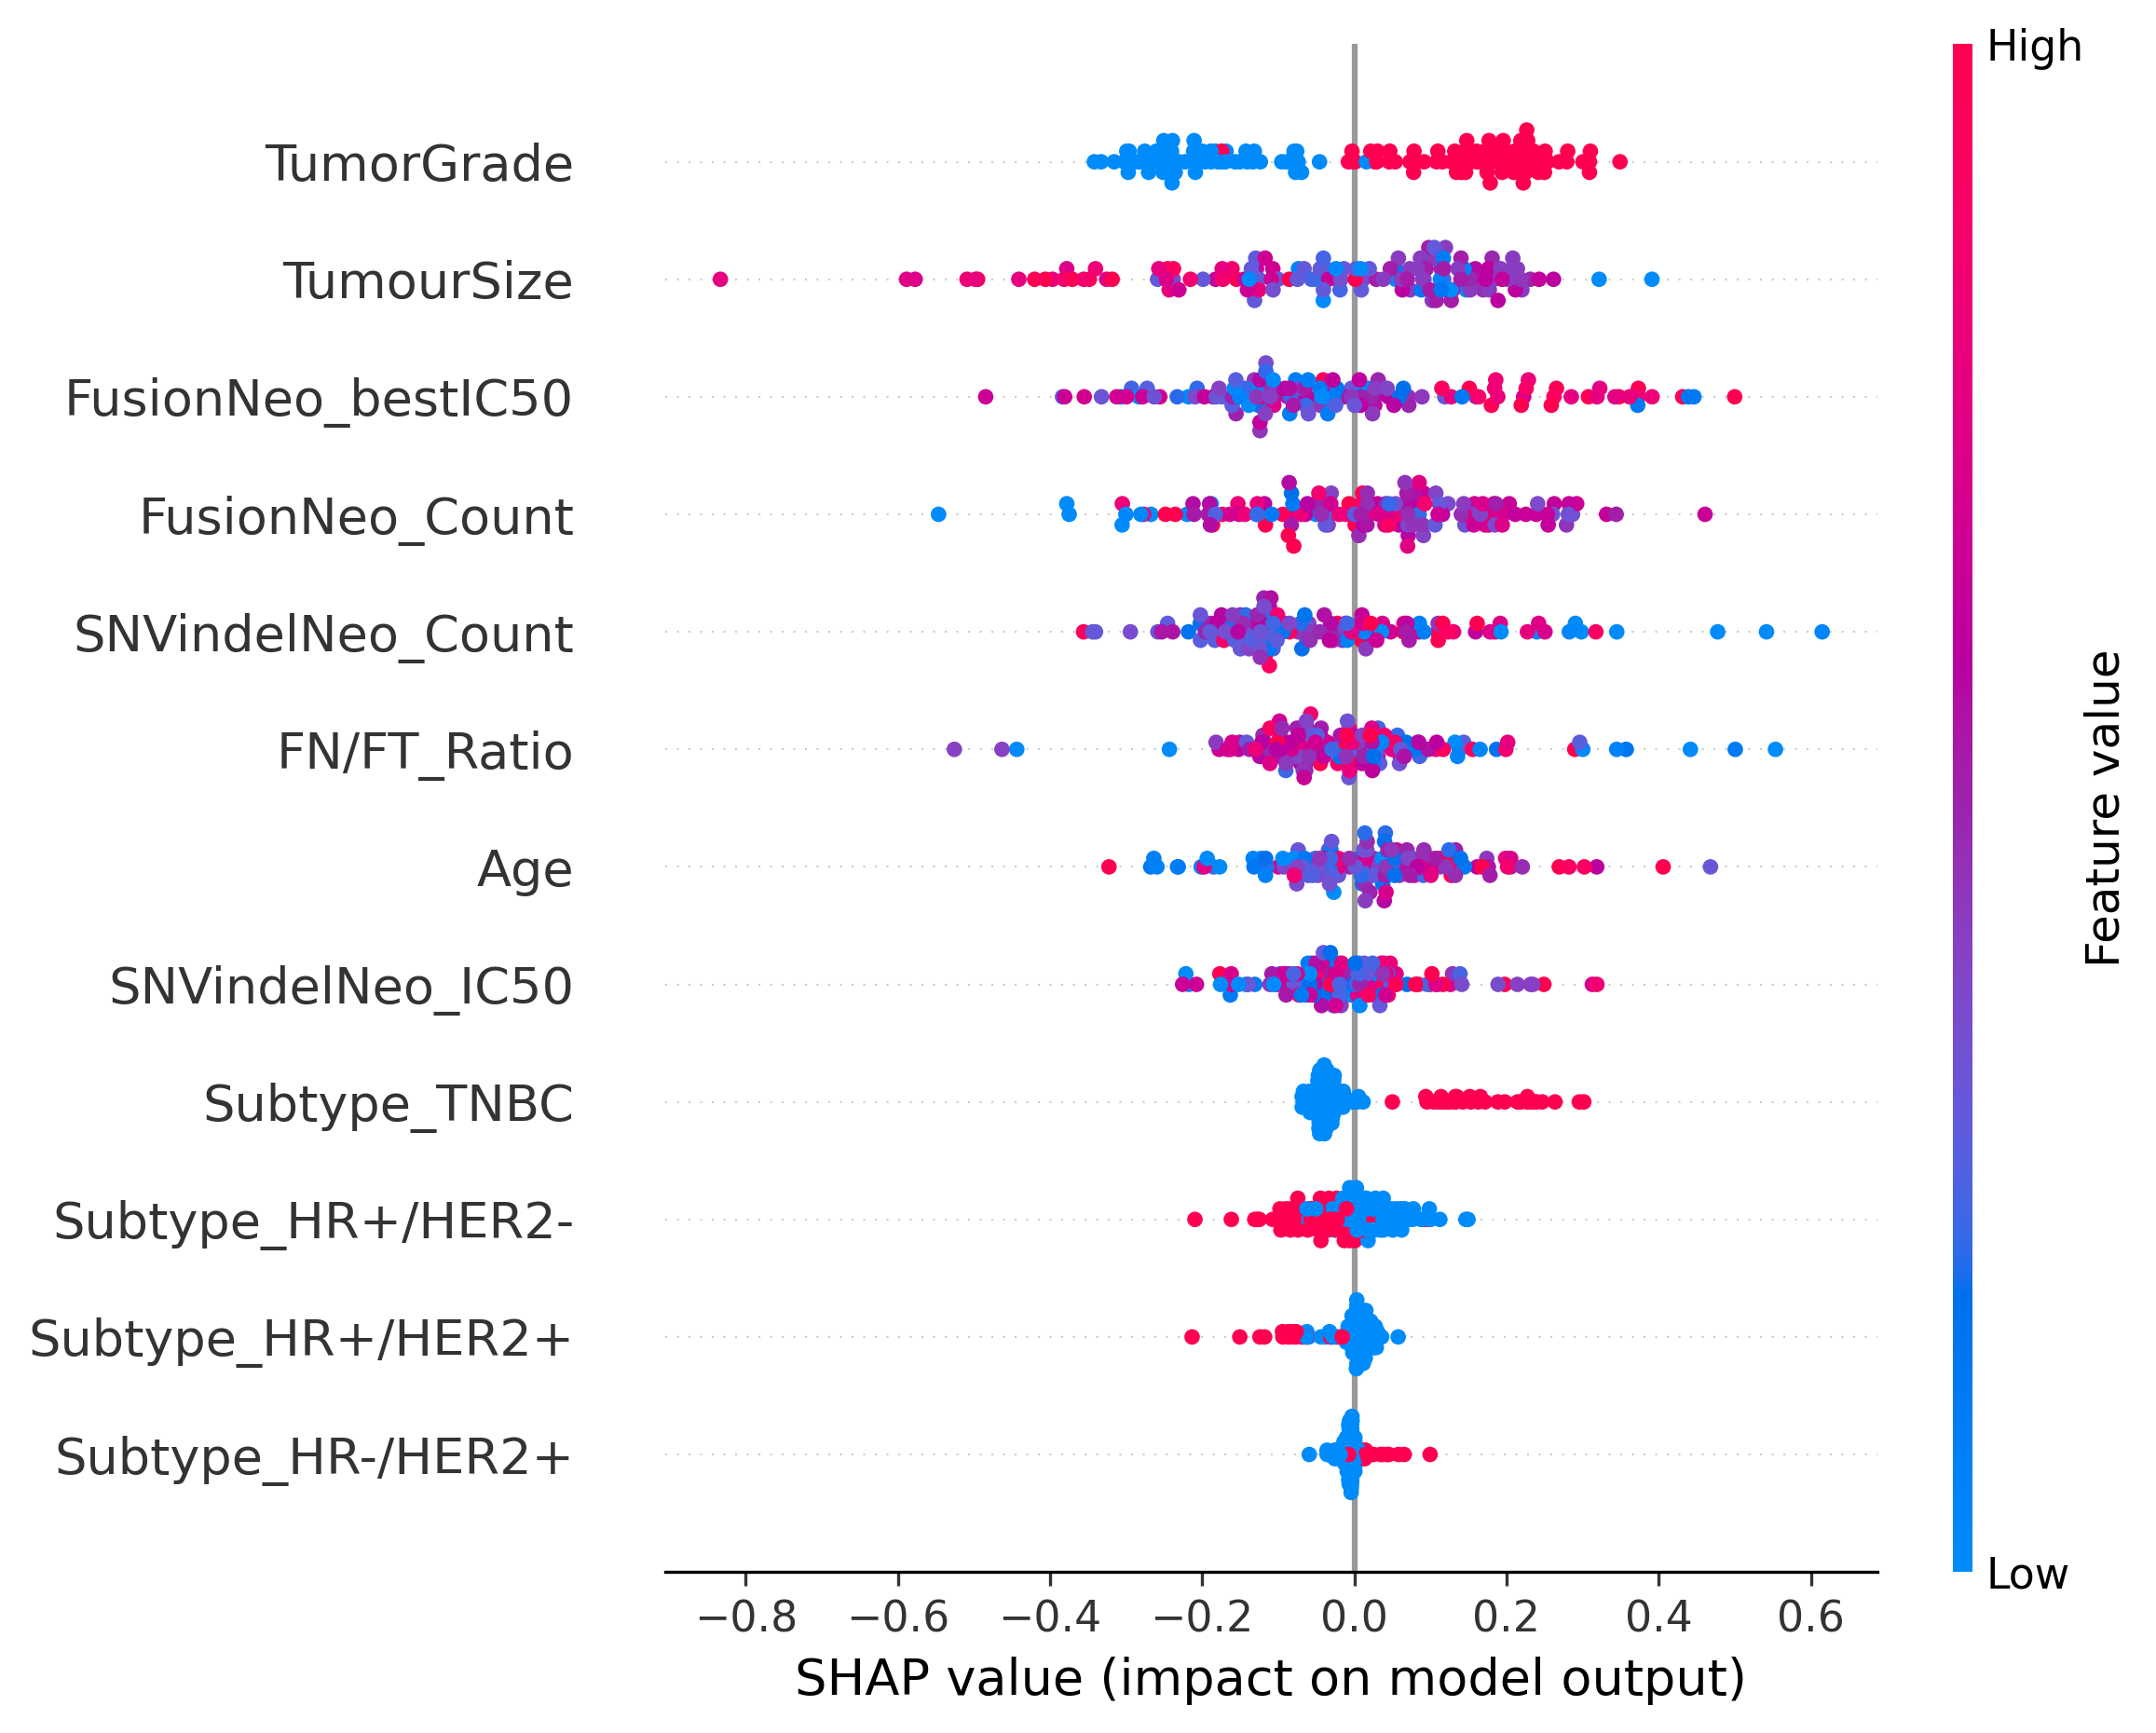 High
TumorGrade
TumourSize
FusionNeo_bestIC50
FusionNeo_Count
SNVindelNeo_Count
FN/FT_Ratio
Age
SNVindelNeo_IC50
Subtype_TNBC
Subtype_HR+/HER2-
Subtype_HR+/HER2+
Subtype_HR-/HER2+
Feature value
Low
−0.8 −0.6 −0.4 −0.2 0.0 0.2 0.4 0.6
SHAP value (impact on model output)